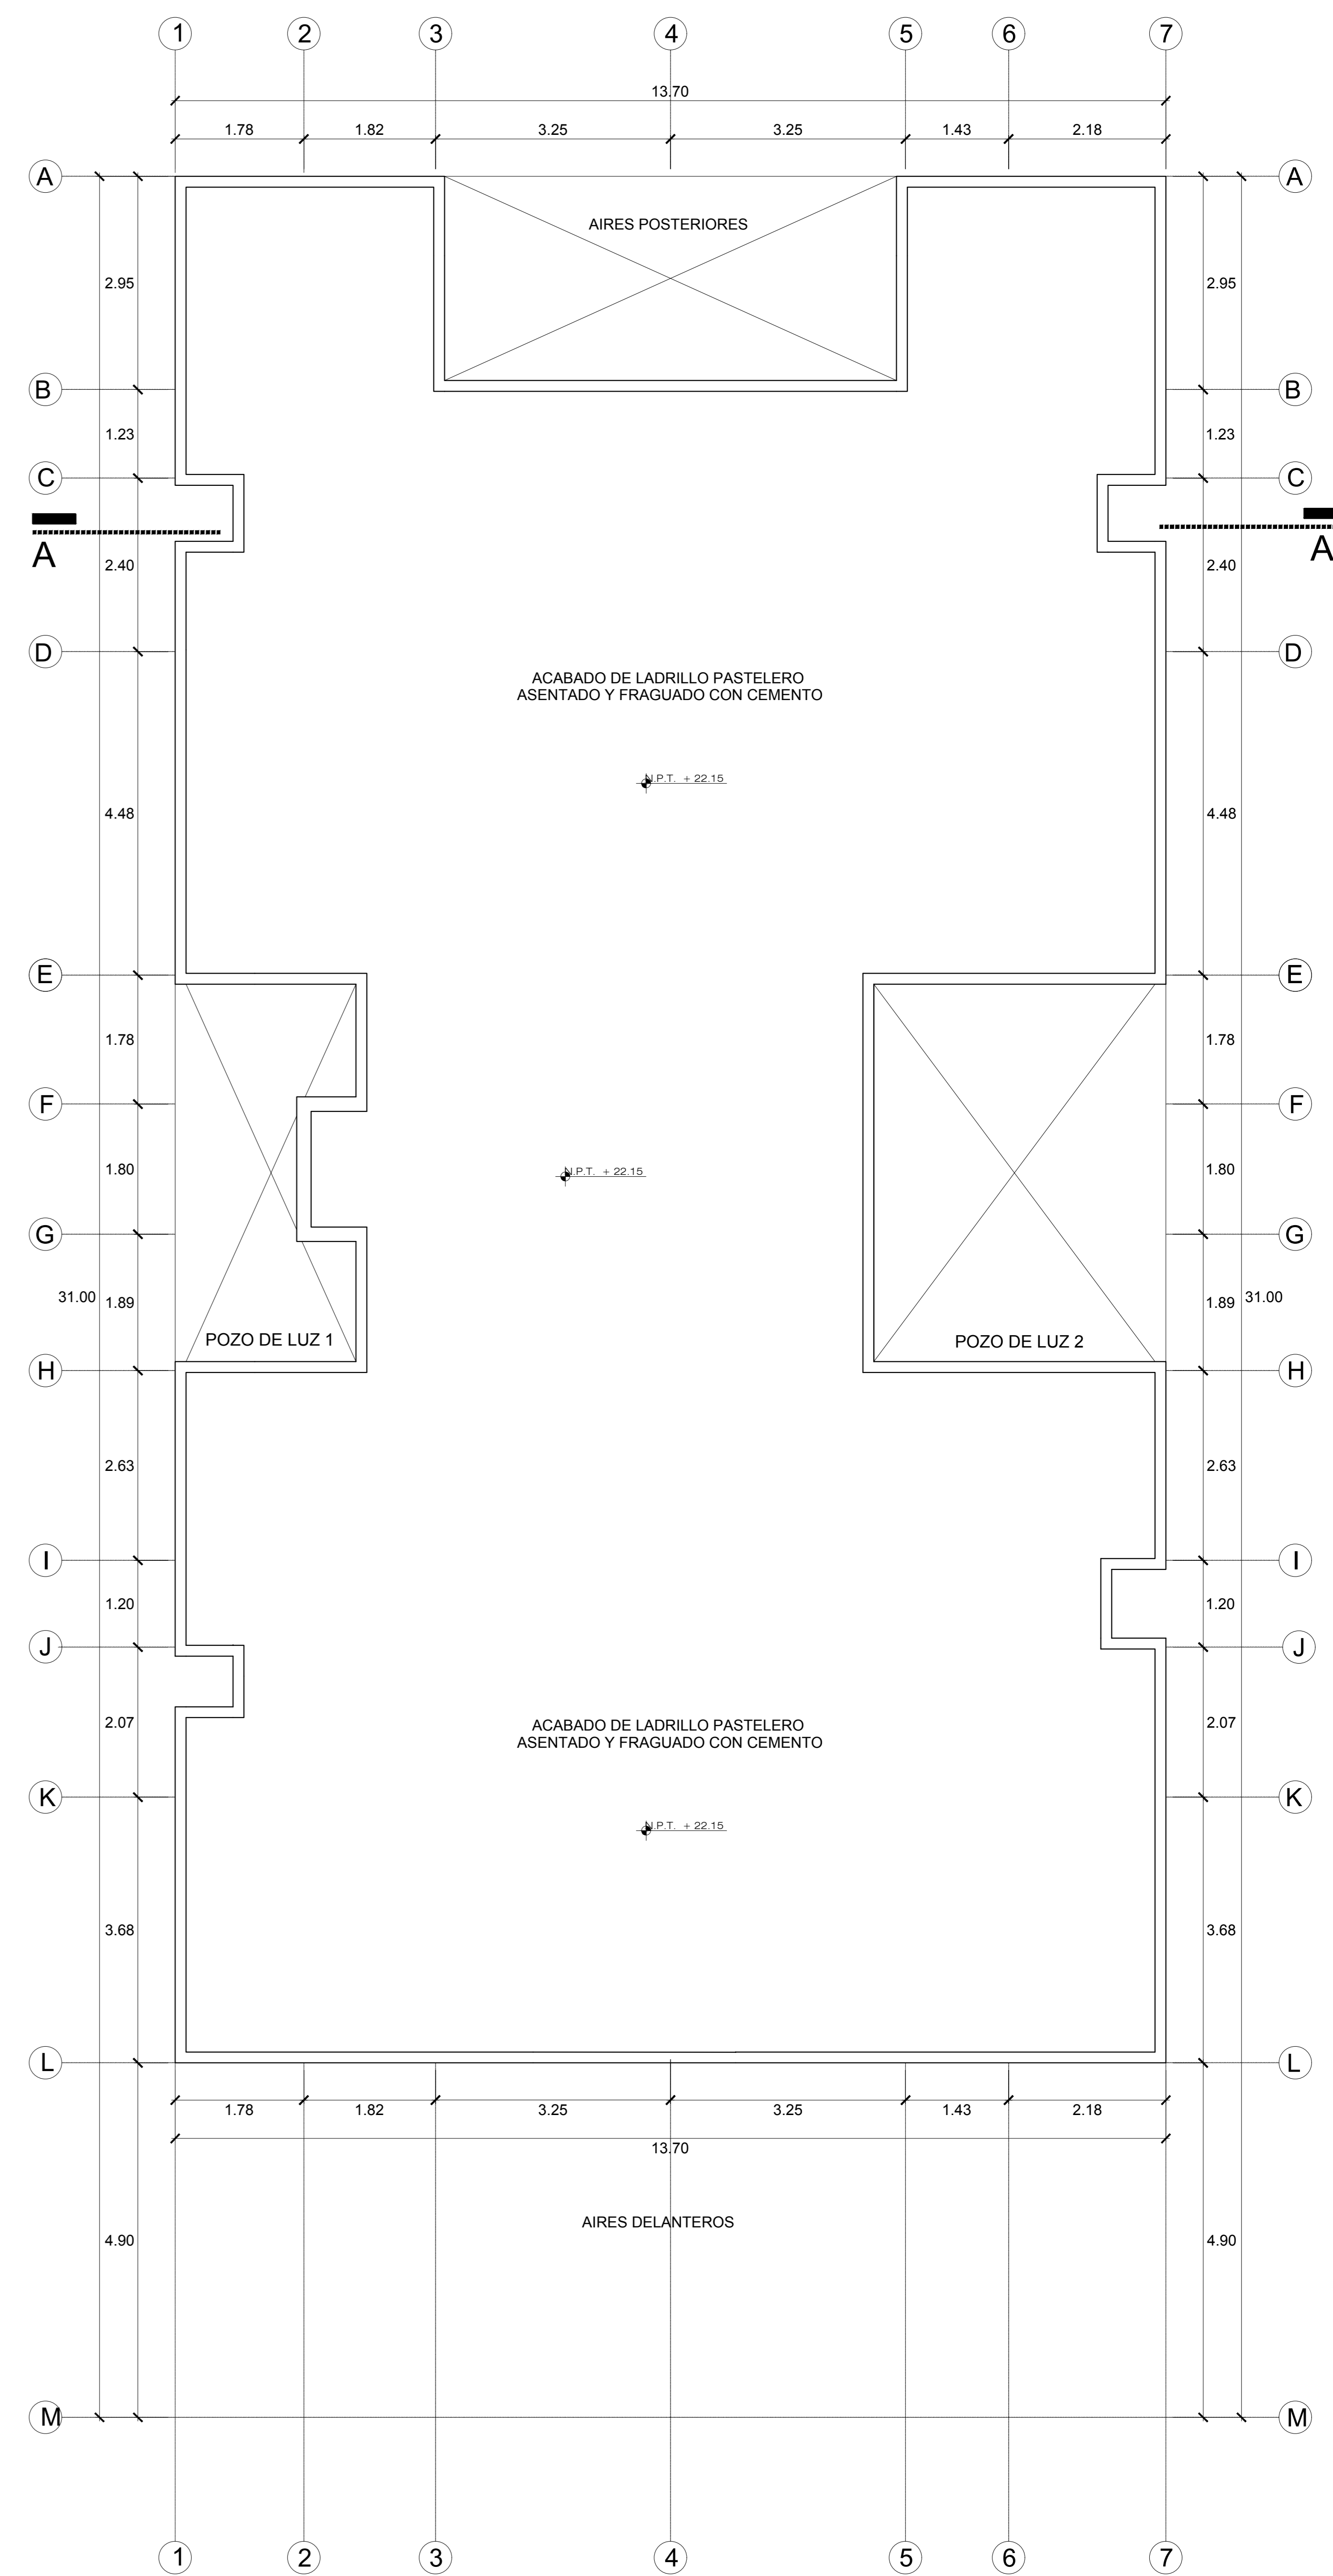 1 2 3 4 5 6 7
13.70
1.78 1.82 3.25 3.25 1.43 2.18
A A
AIRES POSTERIORES
2.95 2.95
B B
1.23 1.23
C C
A A
2.40 2.40
D D
ACABADO DE LADRILLO PASTELERO
ASENTADO Y FRAGUADO CON CEMENTO
N.P.T. + 22.15
4.48 4.48
E E
1.78 1.78
F F
1.80 1.80
N.P.T. + 22.15
G G
31.00 1.89 1.89 31.00
POZO DE LUZ 1 POZO DE LUZ 2
H H
2.63 2.63
I I
1.20 1.20
J J
2.07 2.07
ACABADO DE LADRILLO PASTELERO
ASENTADO Y FRAGUADO CON CEMENTO
K K
N.P.T. + 22.15
3.68 3.68
L L
1.78 1.82 3.25 3.25 1.43 2.18
13.70
AIRES DELANTEROS
4.90 4.90
M M
1 2 3 4 5 6 7